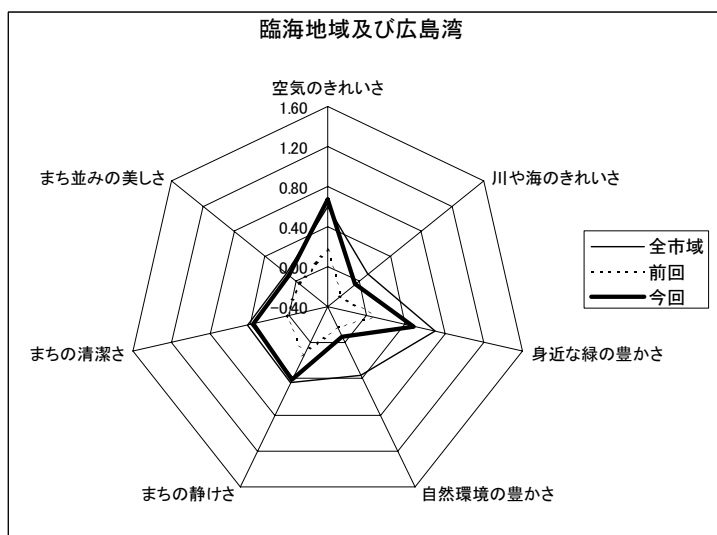 臨海地域及び広島湾
空気のきれいさ
1.60
1.20
0.80
0.40
0.00
-0.40
まち並みの美しさ
川や海のきれいさ
全市域
前回
今回
まちの清潔さ
身近な緑の豊かさ
まちの静けさ
自然環境の豊かさ